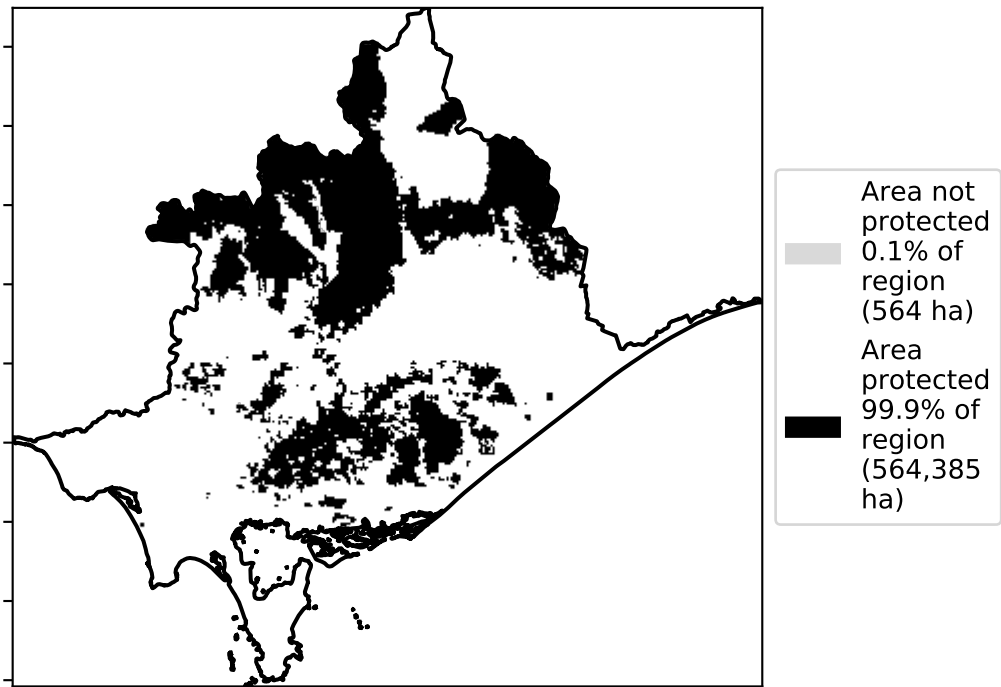 Area not
protected
0.1% of
region
(564 ha)
Area
protected
99.9% of
region
(564,385
ha)